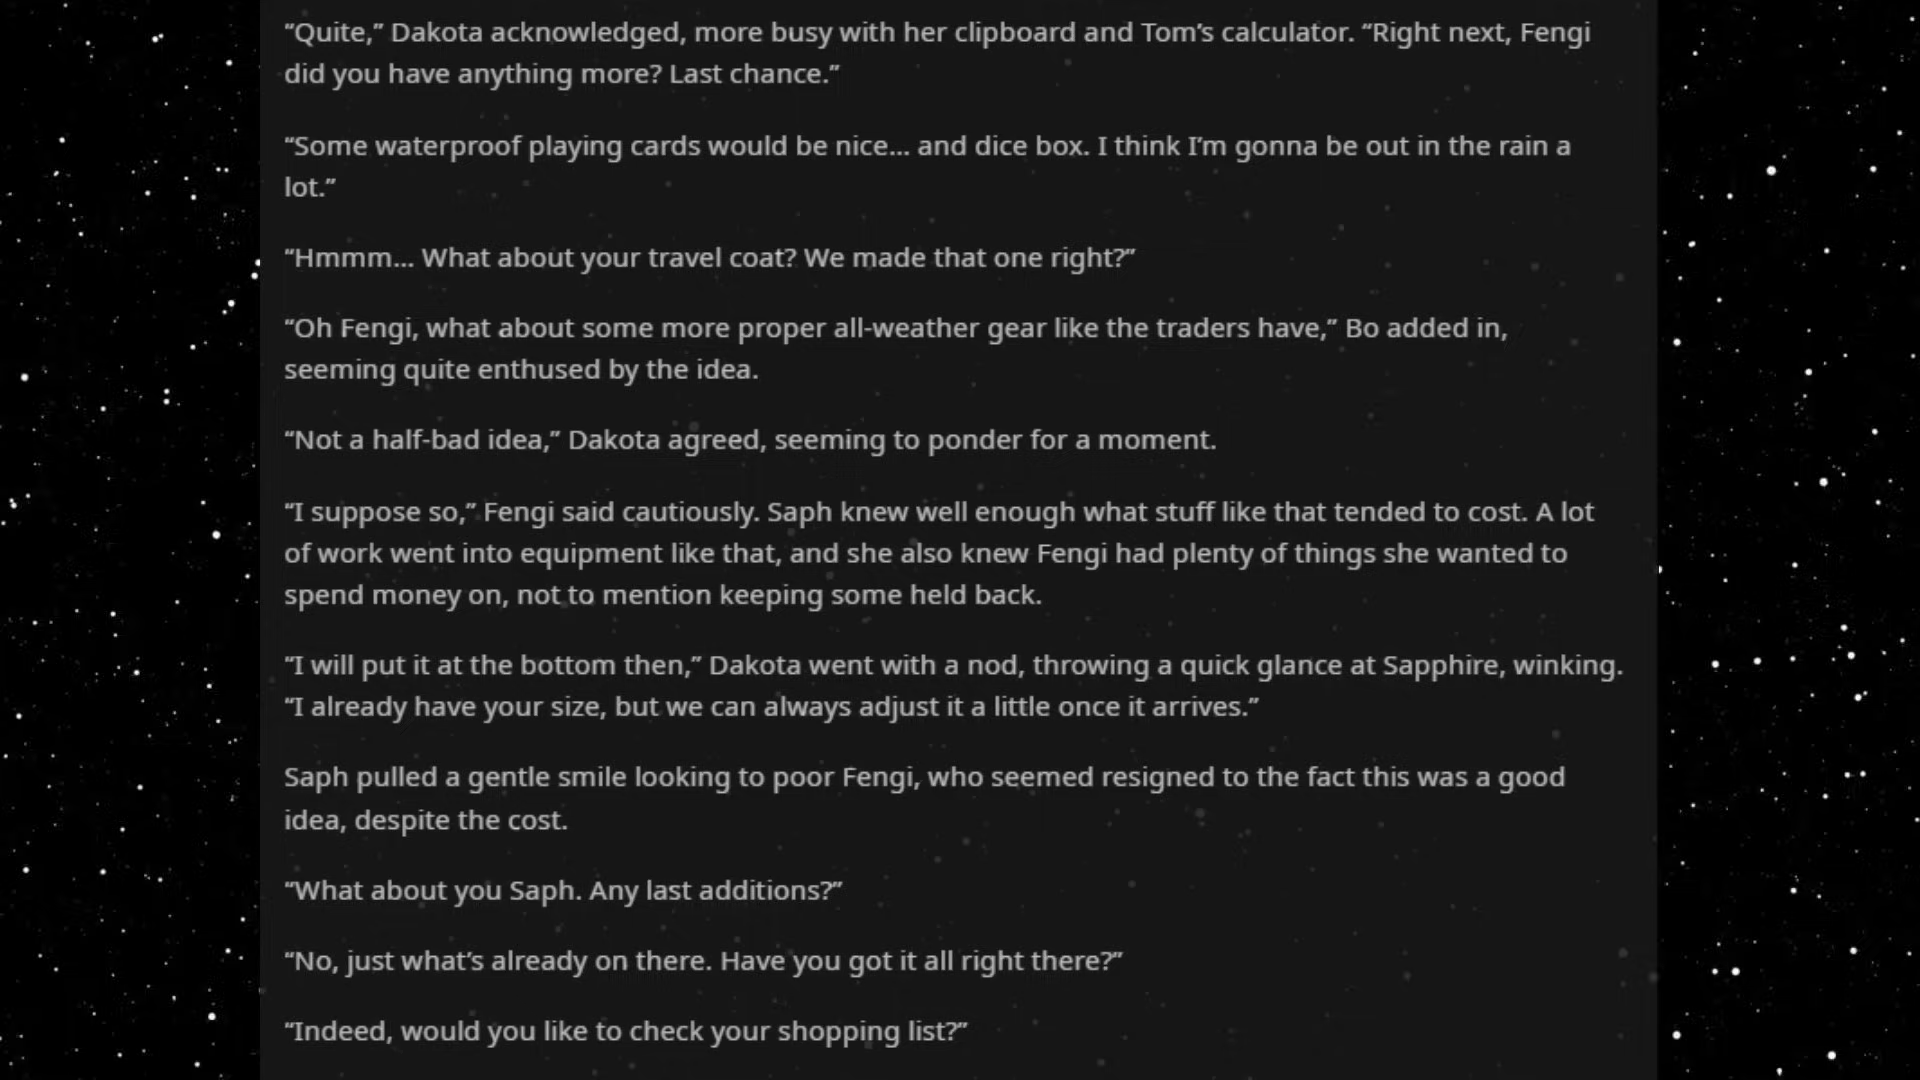 “Quite,” Dakota acknowledged, more busy with her clipboard and Tom’s calculator. “Right next, Fengi
did you have anything more? Last chance.”
“Some waterproof playing cards would be nice... and dice box. I think I’m gonna be out in the rain a
lot.”
“Hmmm... What about your travel coat? We made that one right?”
“Oh Fengi, what about some more proper all-weather gear like the traders have,” Bo added in,
seeming quite enthused by the idea.
“Not a half-bad idea,” Dakota agreed, seeming to ponder for a moment.
“I suppose so,” Fengi said cautiously. Saph knew well enough what stuff like that tended to cost. A lot
of work went into equipment like that, and she also knew Fengi had plenty of things she wanted to
spend money on, not to mention keeping some held back.
“I will put it at the bottom then,” Dakota went with a nod, throwing a quick glance at Sapphire, winking.
“I already have your size, but we can always adjust it a little once it arrives.”
Saph pulled a gentle smile looking to poor Fengi, who seemed resigned to the fact this was a good
idea, despite the cost.
“What about you Saph. Any last additions?”
“No, just what’s already on there. Have you got it all right there?”
“Indeed, would you like to check your shopping list?”